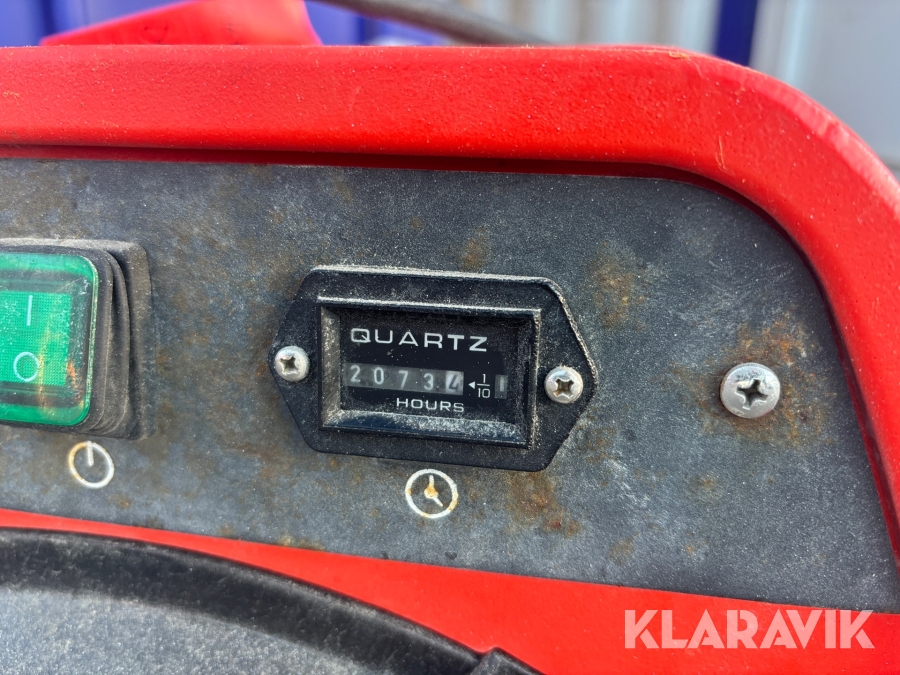 QUARTZ
2073.4 ◄1/10
HOURS
I
O
KLARAVIK